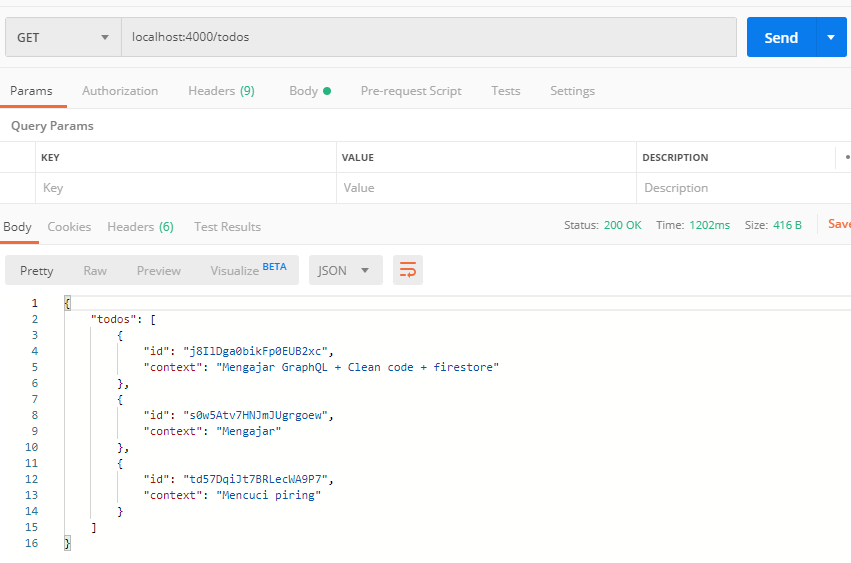 GET localhost:4000/todos Send
Params Authorization Headers (9) Body Pre-request Script Tests Settings
Query Params
KEY VALUE DESCRIPTION
Key Value Description
Body Cookies Headers (6) Test Results Status: 200 OK Time: 1202ms Size: 416 B Save
Pretty Raw Preview Visualize BETA JSON
1 {
2 "todos": [
3 {
4 "id": "j8IlDga0bikFp0EUB2xc",
5 "context": "Mengajar GraphQL + Clean code + firestore"
6 },
7 {
8 "id": "s0w5Atv7HNJmJUgrgoew",
9 "context": "Mengajar"
10 },
11 {
12 "id": "td57DqiJt7BRLecWA9P7",
13 "context": "Mencuci piring"
14 }
15 ]
16 }